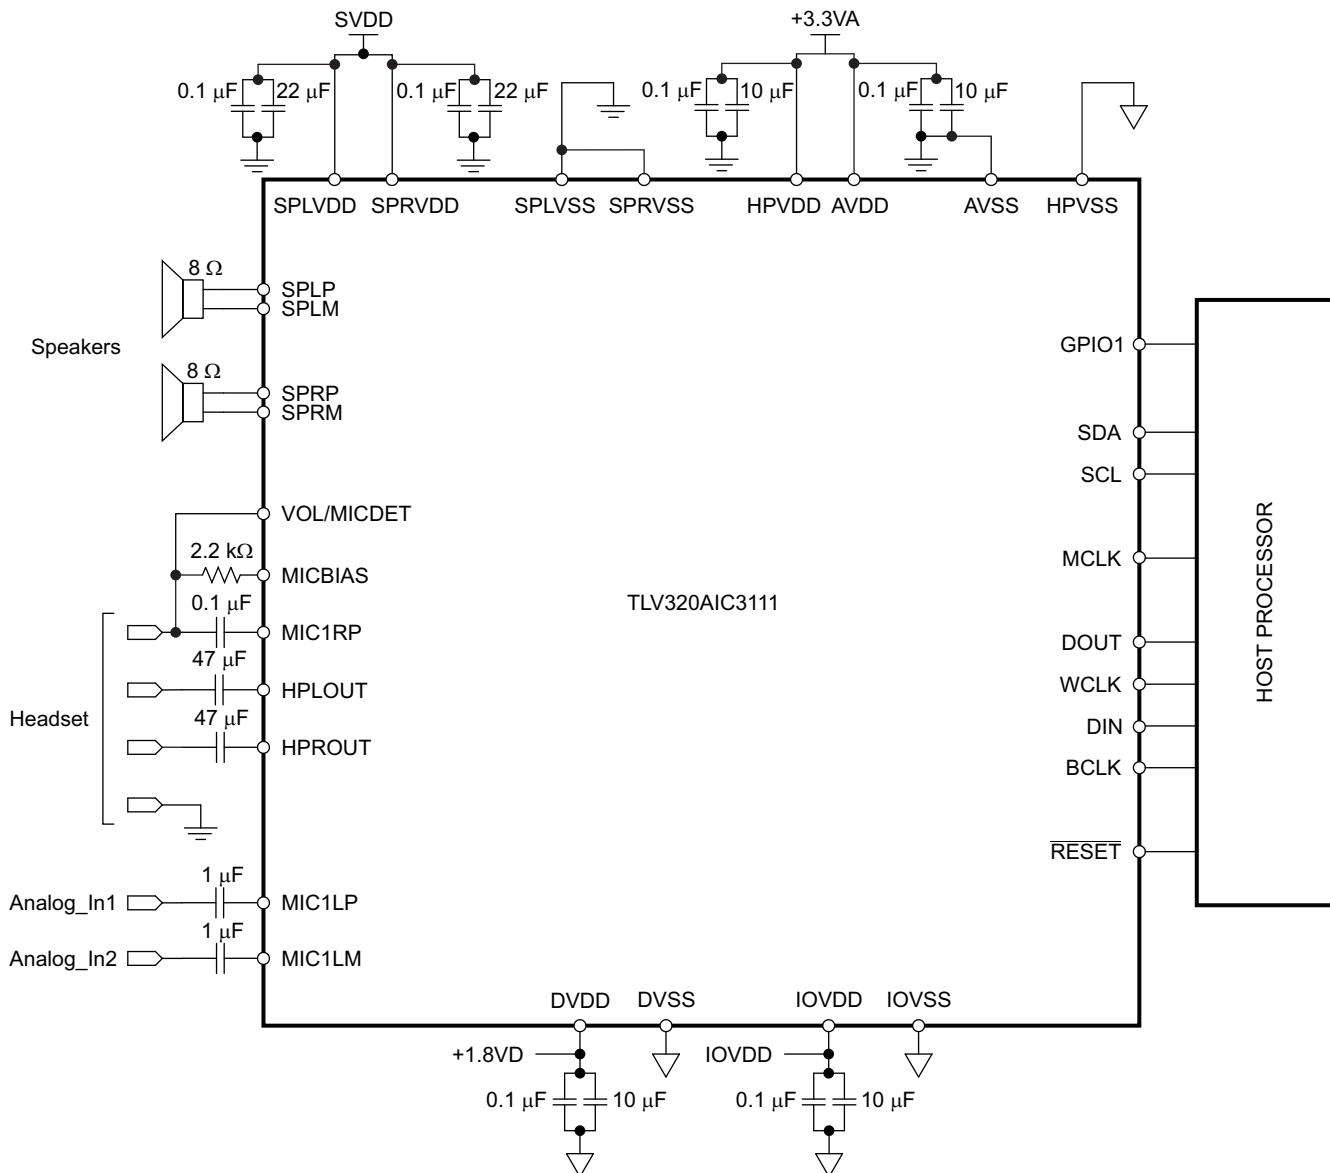 SVDD
+3.3VA
0.1 µF
22 µF
0.1 µF
22 µF
0.1 µF
10 µF
0.1 µF
10 µF
SPLVDD
SPRVDD
SPLVSS
SPRVSS
HPVDD
AVDD
AVSS
HPVSS
8 Ω
SPLP
SPLM
Speakers
8 Ω
SPRP
SPRM
VOL/MICDET
2.2 kΩ
MICBIAS
0.1 µF
MIC1RP
47 µF
HPLOUT
Headset
47 µF
HPROUT
1 µF
Analog_In1
MIC1LP
1 µF
Analog_In2
MIC1LM
TLV320AIC3111
GPIO1
SDA
SCL
MCLK
DOUT
WCLK
DIN
BCLK
RESET
HOST PROCESSOR
DVDD
DVSS
IOVDD
IOVSS
+1.8VD
IOVDD
0.1 µF
10 µF
0.1 µF
10 µF